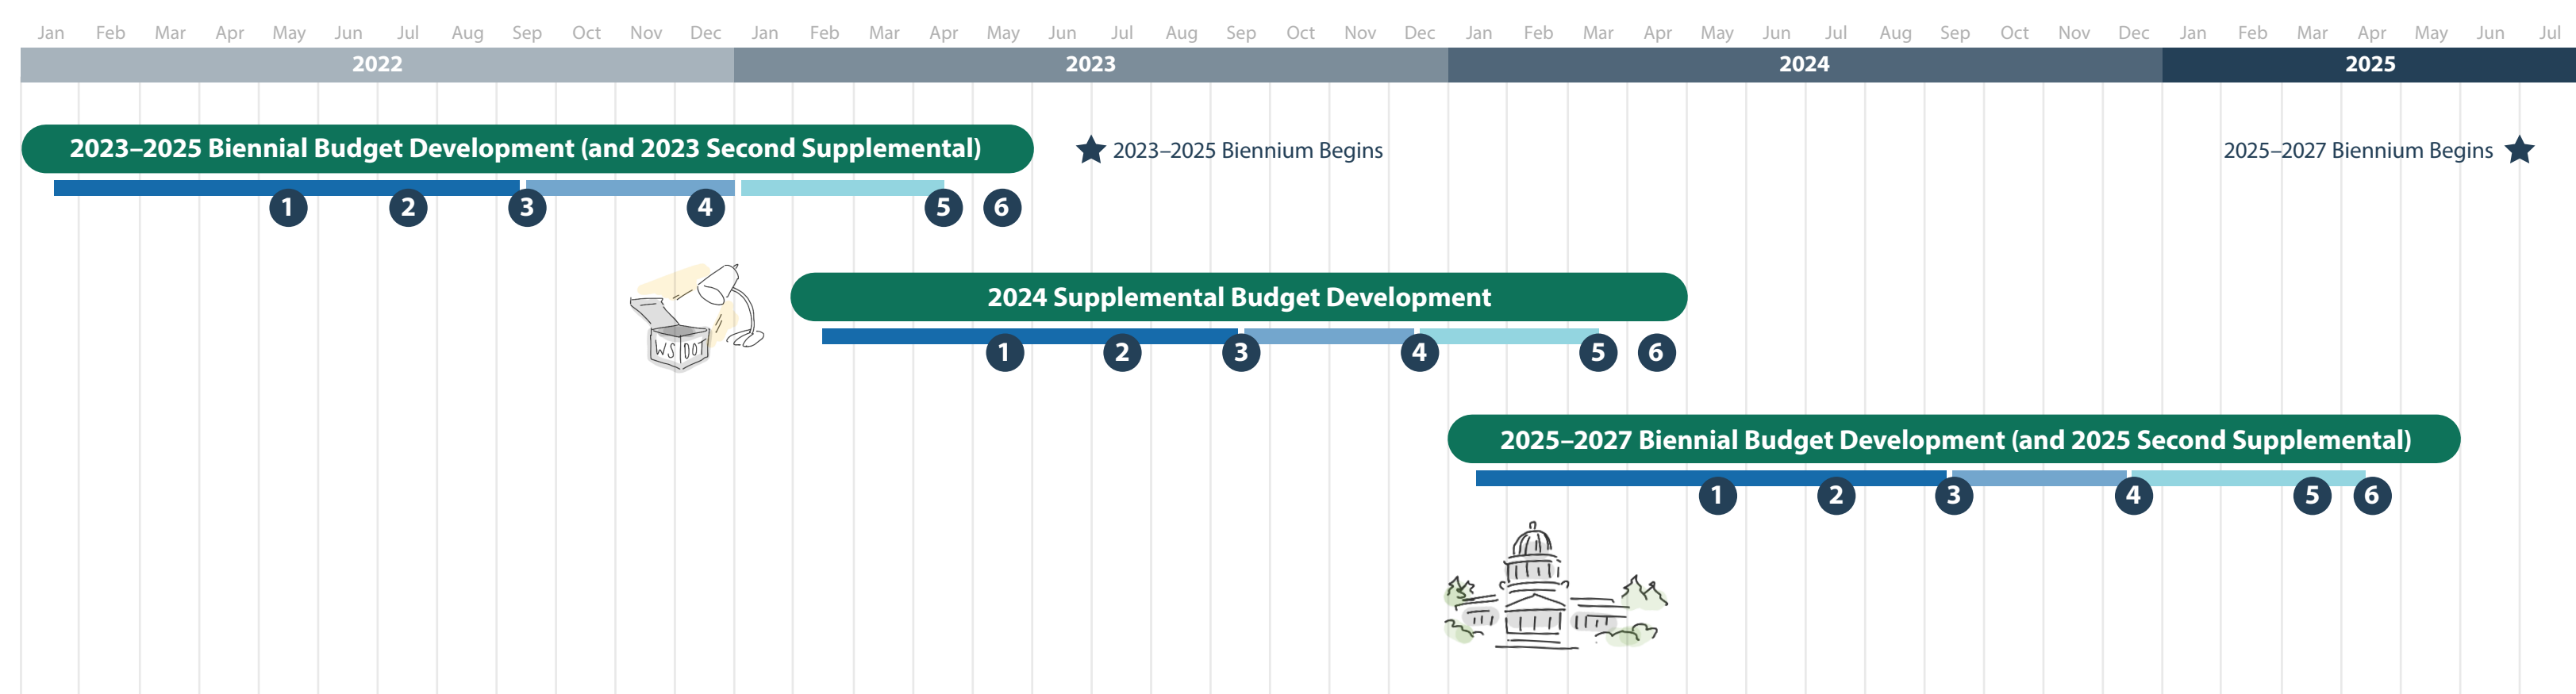 Jan Feb Mar Apr May Jun Jul Aug Sep Oct Nov Dec Jan Feb Mar Apr May Jun Jul Aug Sep Oct Nov Dec Jan Feb Mar Apr May Jun Jul Aug Sep Oct Nov Dec Jan Feb Mar Apr May Jun Jul
2022 2023 2024 2025
2023–2025 Biennial Budget Development (and 2023 Second Supplemental)
2023–2025 Biennium Begins
2025–2027 Biennium Begins
1 2 3 4 5 6
2024 Supplemental Budget Development
WSDOT
1 2 3 4 5 6
2025–2027 Biennial Budget Development (and 2025 Second Supplemental)
1 2 3 4 5 6